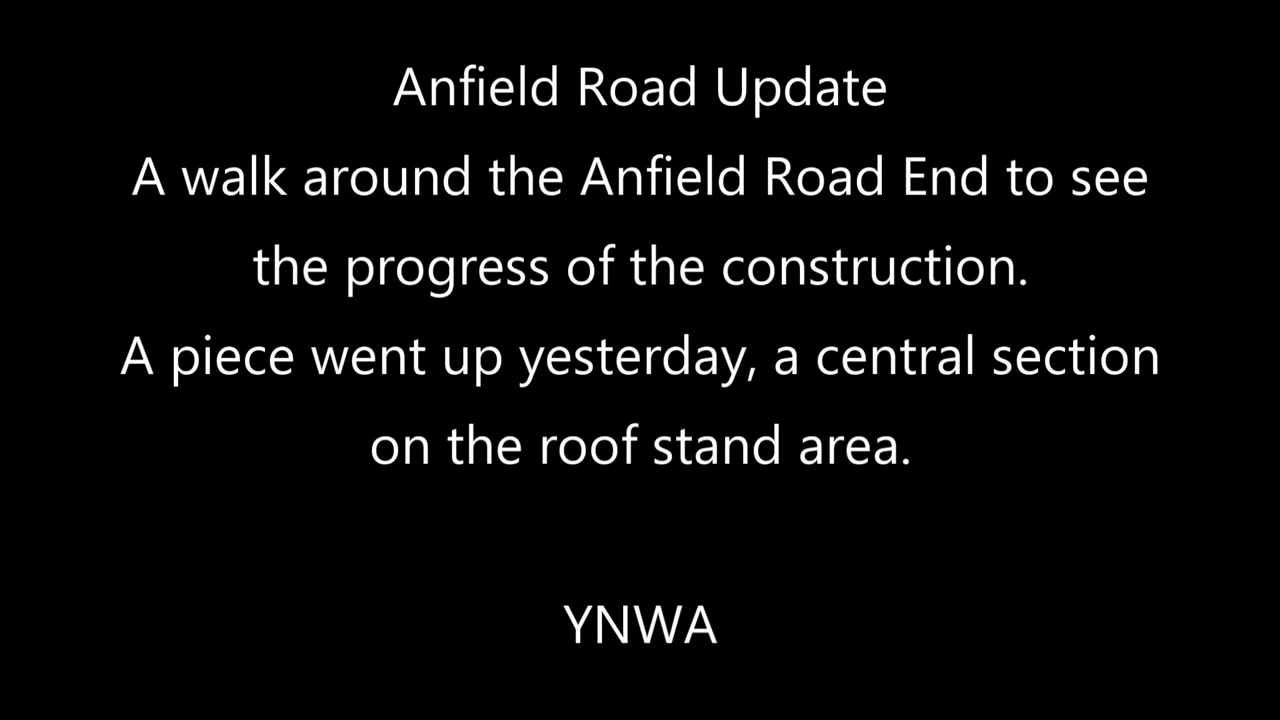 Anfield Road Update
A walk around the Anfield Road End to see
the progress of the construction.
A piece went up yesterday, a central section
on the roof stand area.
YNWA